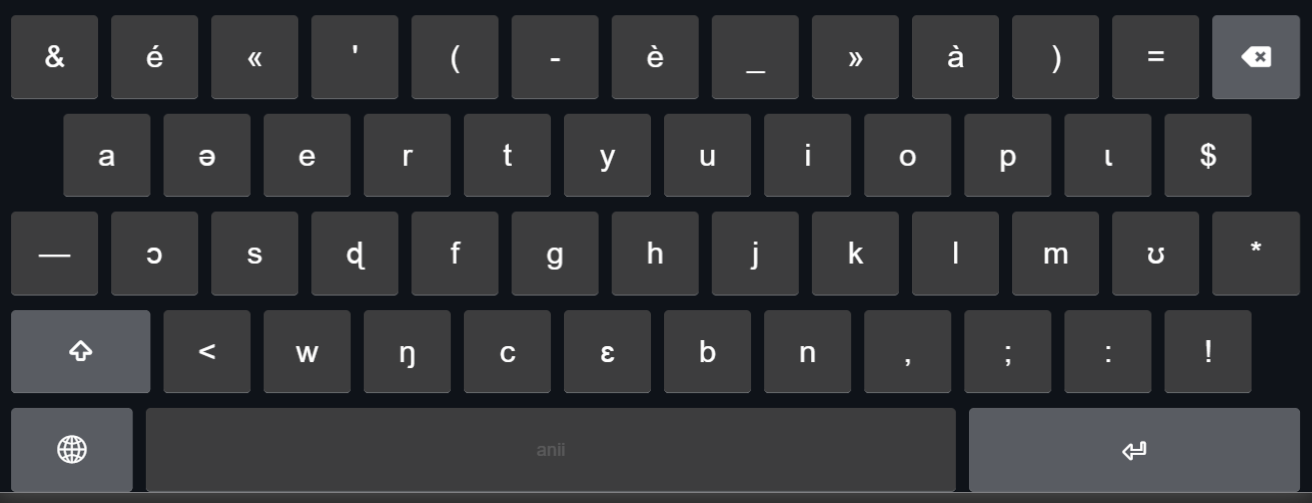 & é « ' ( - è _ » à ) =
a ə e r t y u i o p ɩ $
— ɔ s ɖ f g h j k l m ʊ *
< w ŋ c ɛ b n , ; : !
anii